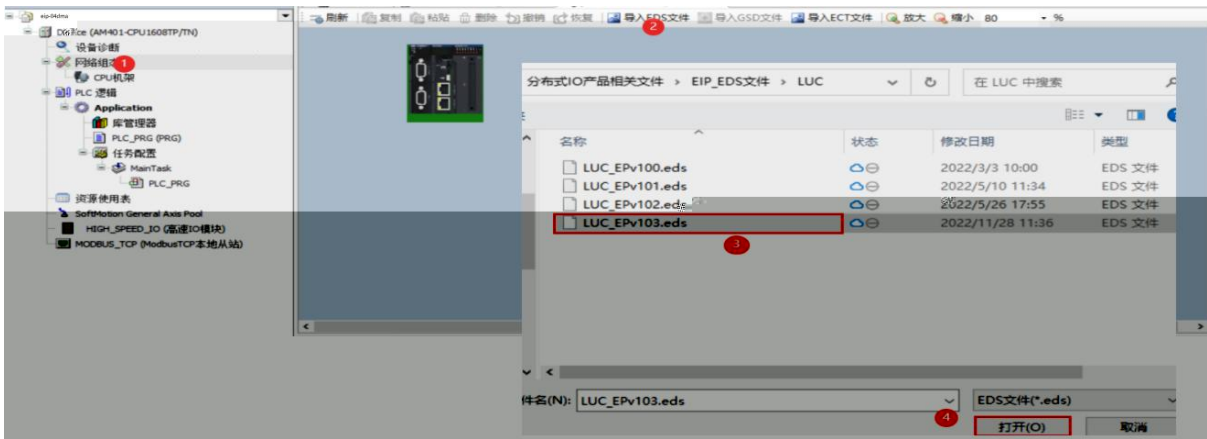 eip-04dma
刷新 复制 粘贴 删除 撤销 恢复 导入EDS文件 导入GSD文件 导入ECT文件 放大 缩小 80 %
Device (AM401-CPU1608TP/TN)
设备诊断
网络组态
CPU机架
PLC 逻辑
Application
库管理器
PLC_PRG (PRG)
任务配置
MainTask
PLC_PRG
资源使用表
SoftMotion General Axis Pool
HIGH_SPEED_IO (高速IO模块)
MODBUS_TCP (ModbusTCP本地从站)
1
2
分布式IO产品相关文件 > EIP_EDS文件 > LUC
在 LUC 中搜索
名称 状态 修改日期 类型
LUC_EPv100.eds 2022/3/3 10:00 EDS 文件
LUC_EPv101.eds 2022/5/10 11:34 EDS 文件
LUC_EPv102.eds 2022/5/26 17:55 EDS 文件
LUC_EPv103.eds 2022/11/28 11:36 EDS 文件
3
件名(N): LUC_EPv103.eds EDS文件(*.eds)
4
打开(O) 取消